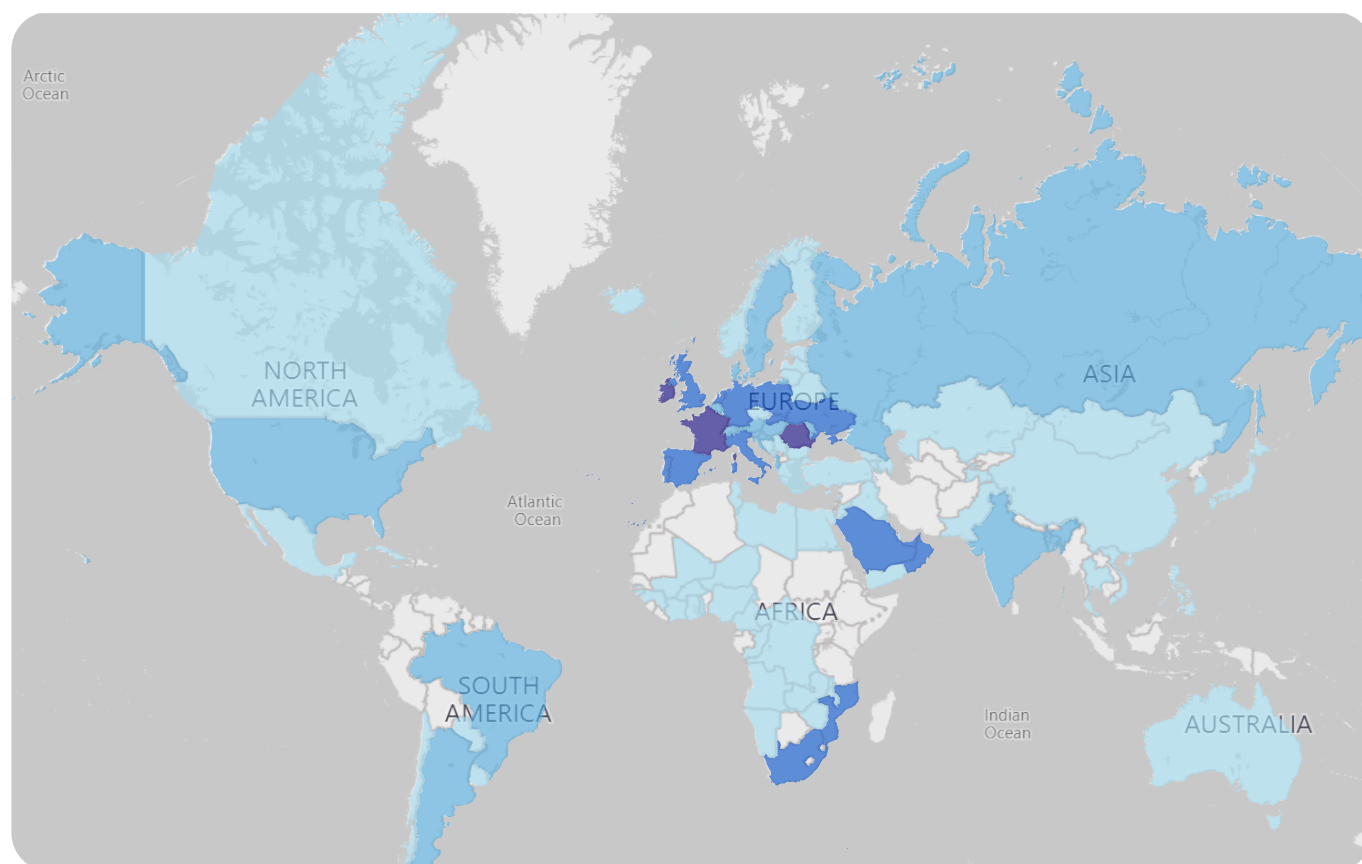 Arctic
Ocean
NORTH
AMERICA
EUROPE
ASIA
Atlantic
Ocean
AFRICA
SOUTH
AMERICA
Indian
Ocean
AUSTRALIA